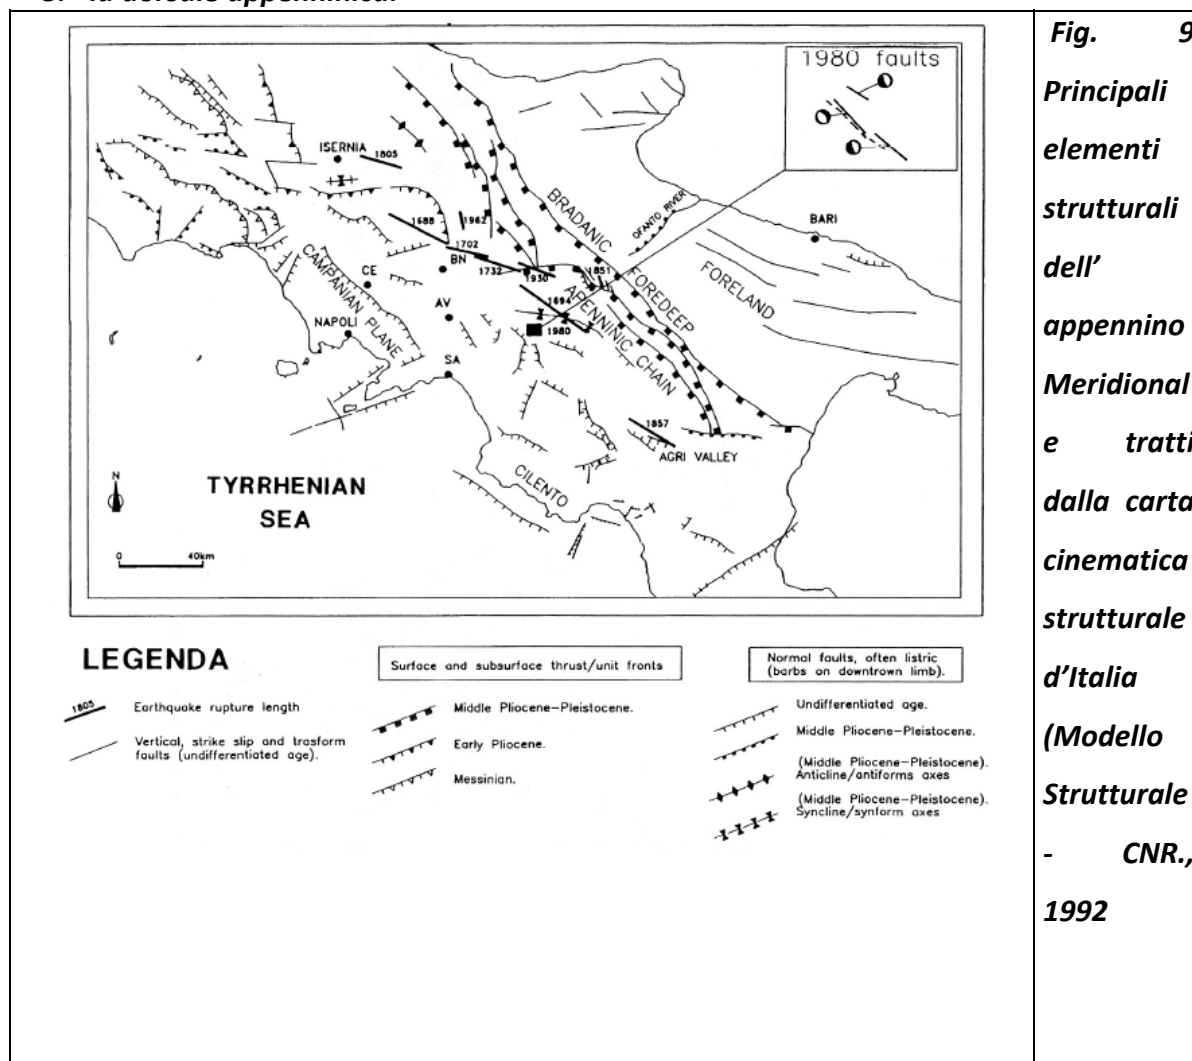 3. la dorsale appenninica.
1980 faults
ISERNIA
1805
1688
1962
1702
BN
1732
1930
1851
BRADANIC FOREDEEP
OFANTO RIVER
BARI
FORELAND
CAMPANIAN PLANE
CE
NAPOLI
AV
SA
1694
1980
APENNINIC CHAIN
1857
AGRI VALLEY
CILENTO
N
TYRRHENIAN
SEA
0 40km
LEGENDA
1805 Earthquake rupture length
Vertical, strike slip and trasform
faults (undifferentiated age).
Surface and subsurface thrust/unit fronts
Middle Pliocene-Pleistocene.
Early Pliocene.
Messinian.
Normal faults, often listric
(barbs on downtrown limb).
Undifferentiated age.
Middle Pliocene-Pleistocene.
(Middle Pliocene-Pleistocene).
Anticline/antiforms axes
(Middle Pliocene-Pleistocene).
Syncline/synform axes
Fig. 9
Principali
elementi
strutturali
dell'
appennino
Meridional
e tratti
dalla carta
cinematica
strutturale
d'Italia
(Modello
Strutturale
- CNR.,
1992